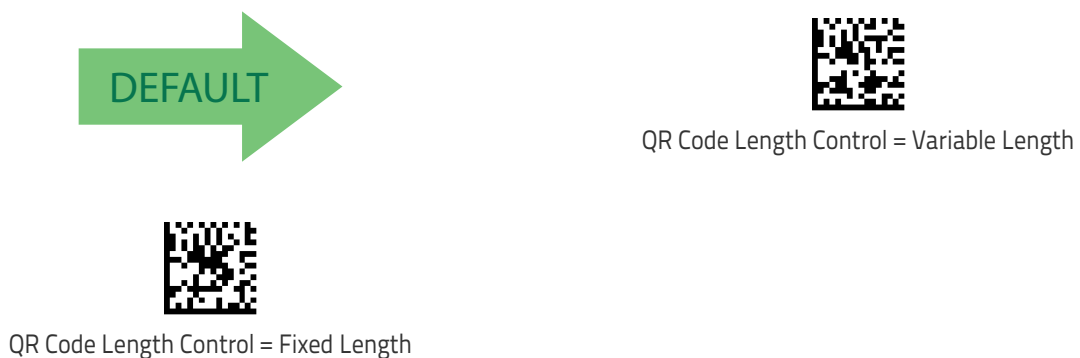 DEFAULT
QR Code Length Control = Variable Length
QR Code Length Control = Fixed Length